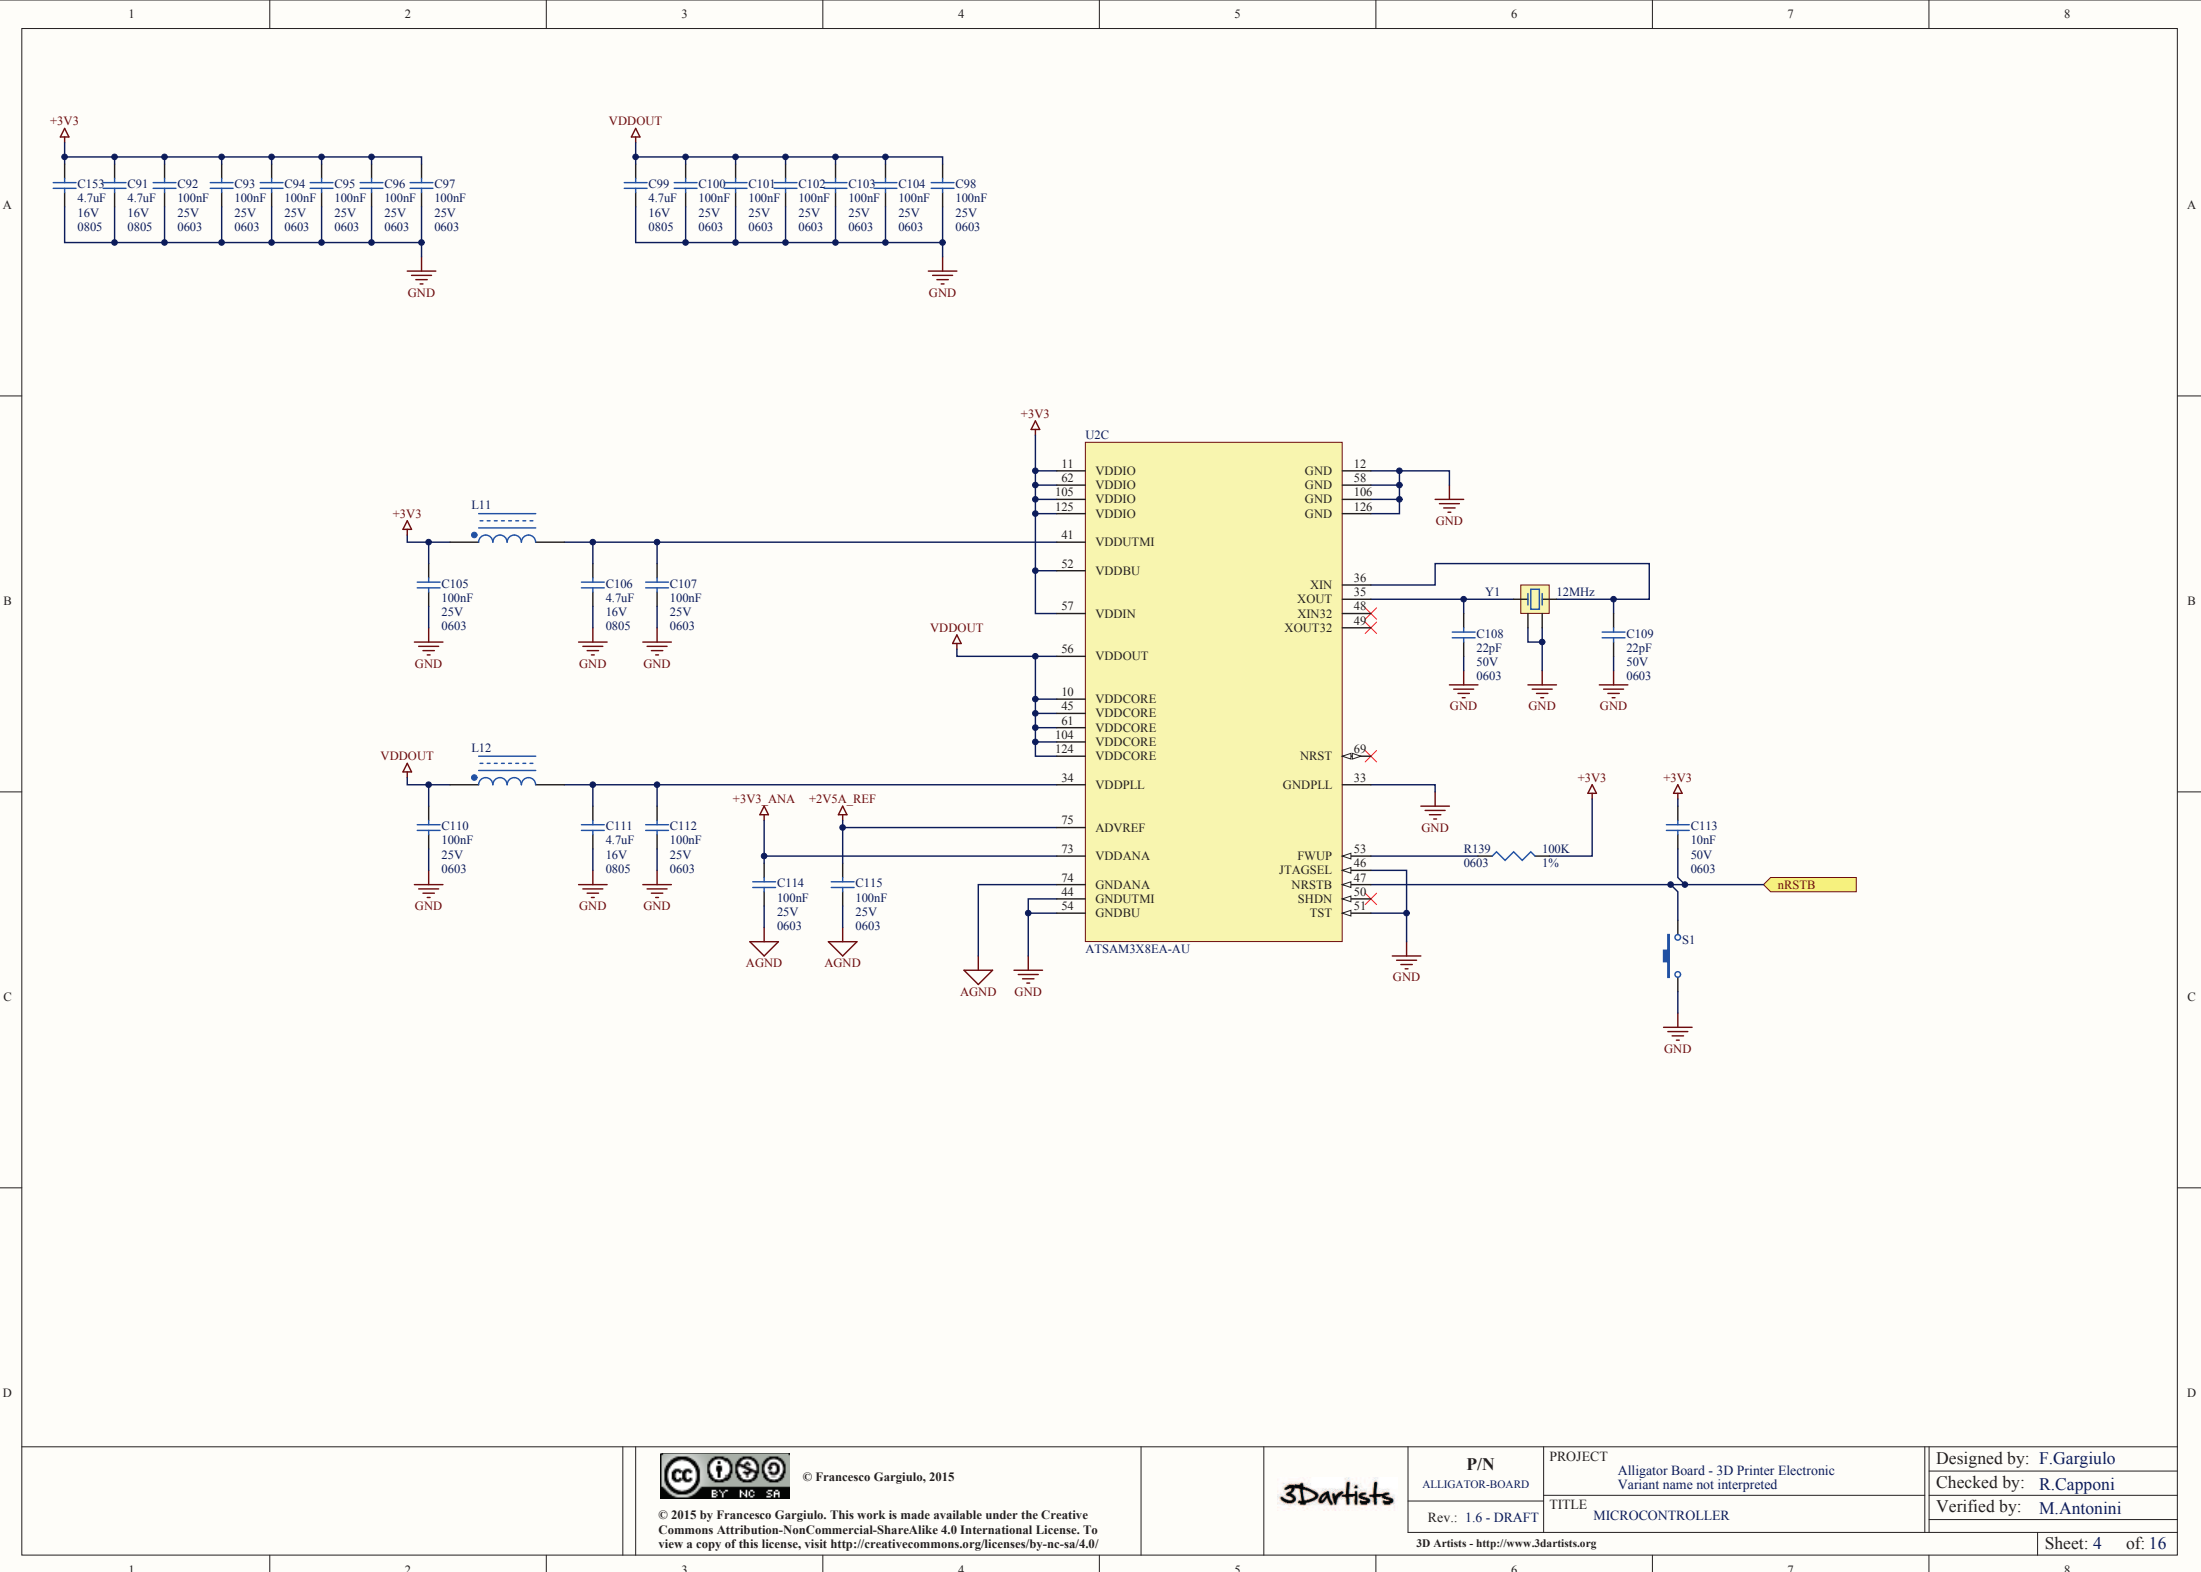 1 2 3 4 5 6 7 8
A
A
+3V3
C153 4.7uF 16V 0805
C91 4.7uF 16V 0805
C92 100nF 25V 0603
C93 100nF 25V 0603
C94 100nF 25V 0603
C95 100nF 25V 0603
C96 100nF 25V 0603
C97 100nF 25V 0603
GND
VDDOUT
C99 4.7uF 16V 0805
C100 100nF 25V 0603
C101 100nF 25V 0603
C102 100nF 25V 0603
C103 100nF 25V 0603
C104 100nF 25V 0603
C98 100nF 25V 0603
GND
B
B
+3V3
L11
C105 100nF 25V 0603
GND
C106 4.7uF 16V 0805
GND
C107 100nF 25V 0603
GND
VDDOUT
L12
C110 100nF 25V 0603
GND
C111 4.7uF 16V 0805
GND
C112 100nF 25V 0603
GND
+3V3_ANA
C114 100nF 25V 0603
AGND
+2V5A_REF
C115 100nF 25V 0603
AGND
+3V3
VDDOUT
U2C
11 VDDIO
62 VDDIO
105 VDDIO
125 VDDIO
41 VDDUTMI
52 VDDBU
57 VDDIN
56 VDDOUT
10 VDDCORE
45 VDDCORE
61 VDDCORE
104 VDDCORE
124 VDDCORE
34 VDDPLL
75 ADVREF
73 VDDANA
74 GNDANA
44 GNDUTMI
54 GNDBU
AGND
GND
GND 12
GND 58
GND 106
GND 126
GND
XIN 36
XOUT 35
XIN32 48
XOUT32 49
NRST 69
GNDPLL 33
GND
FWUP 53
JTAGSEL 46
NRSTB 47
SHDN 50
TST 51
GND
ATSAM3X8EA-AU
Y1 12MHz
C108 22pF 50V 0603
GND
GND
C109 22pF 50V 0603
GND
+3V3
R139 0603 100K 1%
+3V3
C113 10nF 50V 0603
nRSTB
S1
GND
C
C
D
D
cc BY NC SA
© Francesco Gargiulo, 2015
© 2015 by Francesco Gargiulo. This work is made available under the Creative
Commons Attribution-NonCommercial-ShareAlike 4.0 International License. To
view a copy of this license, visit http://creativecommons.org/licenses/by-nc-sa/4.0/
3Dartists
P/N
ALLIGATOR-BOARD
Rev.: 1.6 - DRAFT
3D Artists - http://www.3dartists.org
PROJECT
Alligator Board - 3D Printer Electronic
Variant name not interpreted
TITLE
MICROCONTROLLER
Designed by: F.Gargiulo
Checked by: R.Capponi
Verified by: M.Antonini
Sheet: 4 of: 16
1 2 3 4 5 6 7 8